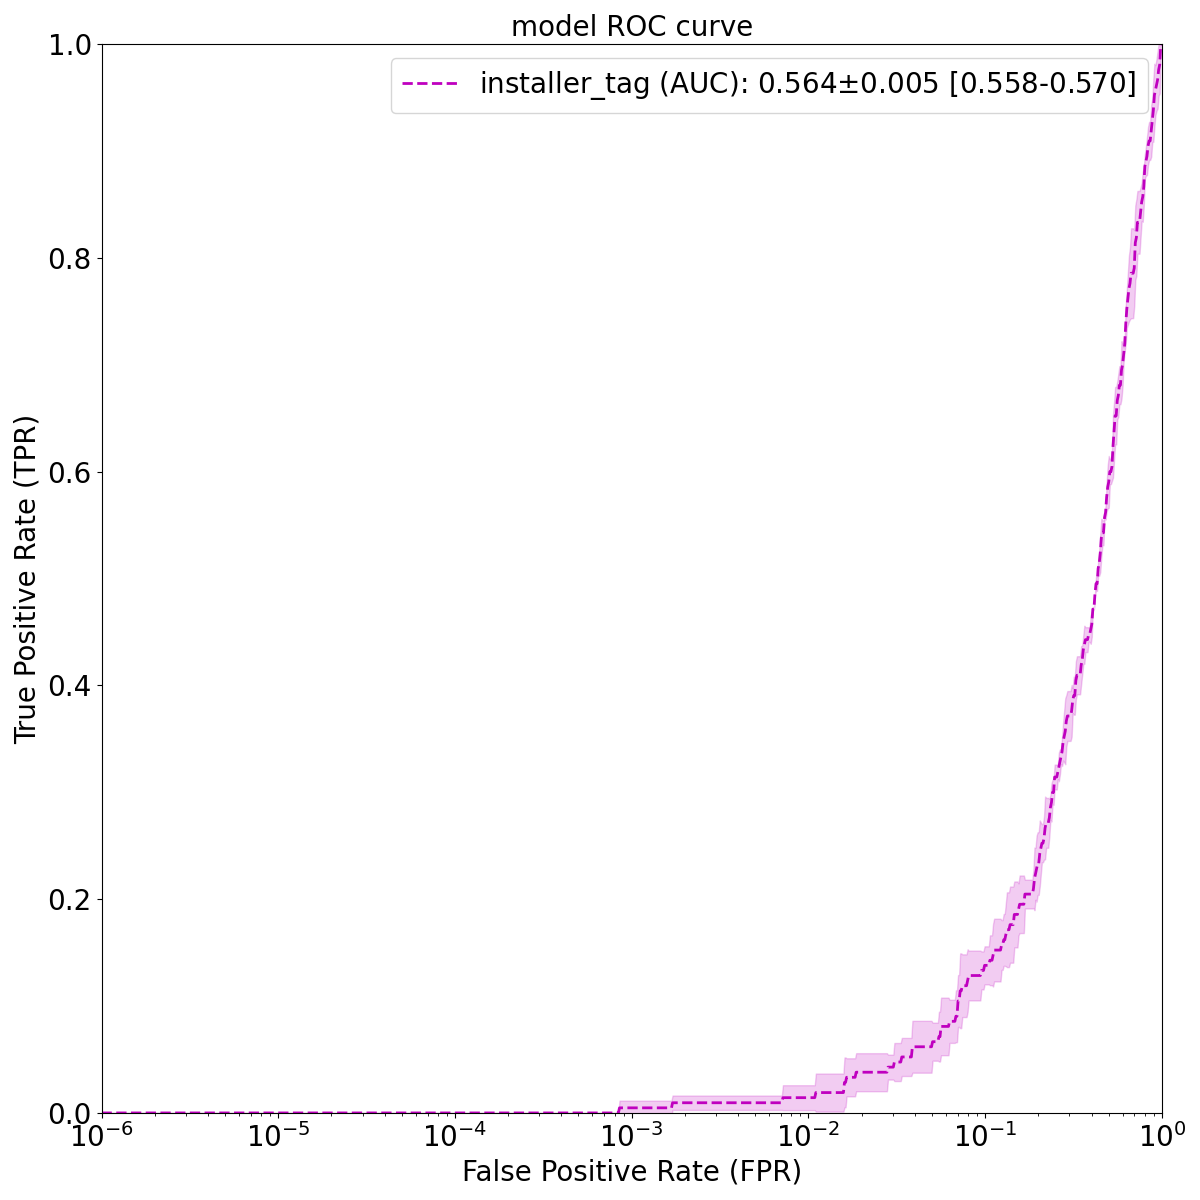 model ROC curve
installer_tag (AUC): 0.564±0.005 [0.558-0.570]
1.0
0.8
0.6
0.4
0.2
0.0
True Positive Rate (TPR)
10⁻⁶ 10⁻⁵ 10⁻⁴ 10⁻³ 10⁻² 10⁻¹ 10⁰
False Positive Rate (FPR)